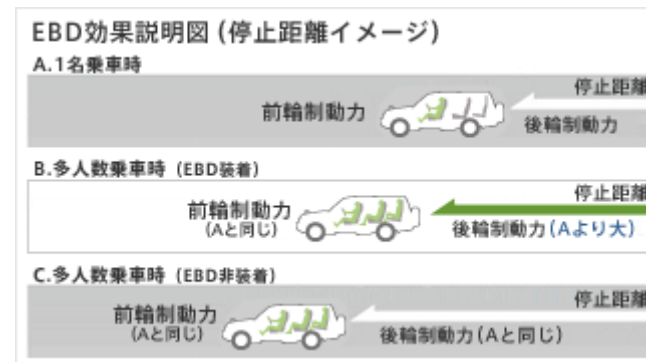 EBD効果説明図 (停止距離イメージ)
A.1名乗車時
停止距離
前輪制動力
後輪制動力
B.多人数乗車時 (EBD装着)
停止距離
前輪制動力
(Aと同じ)
後輪制動力(Aより大)
C.多人数乗車時 (EBD非装着)
停止距離
前輪制動力
(Aと同じ)
後輪制動力(Aと同じ)